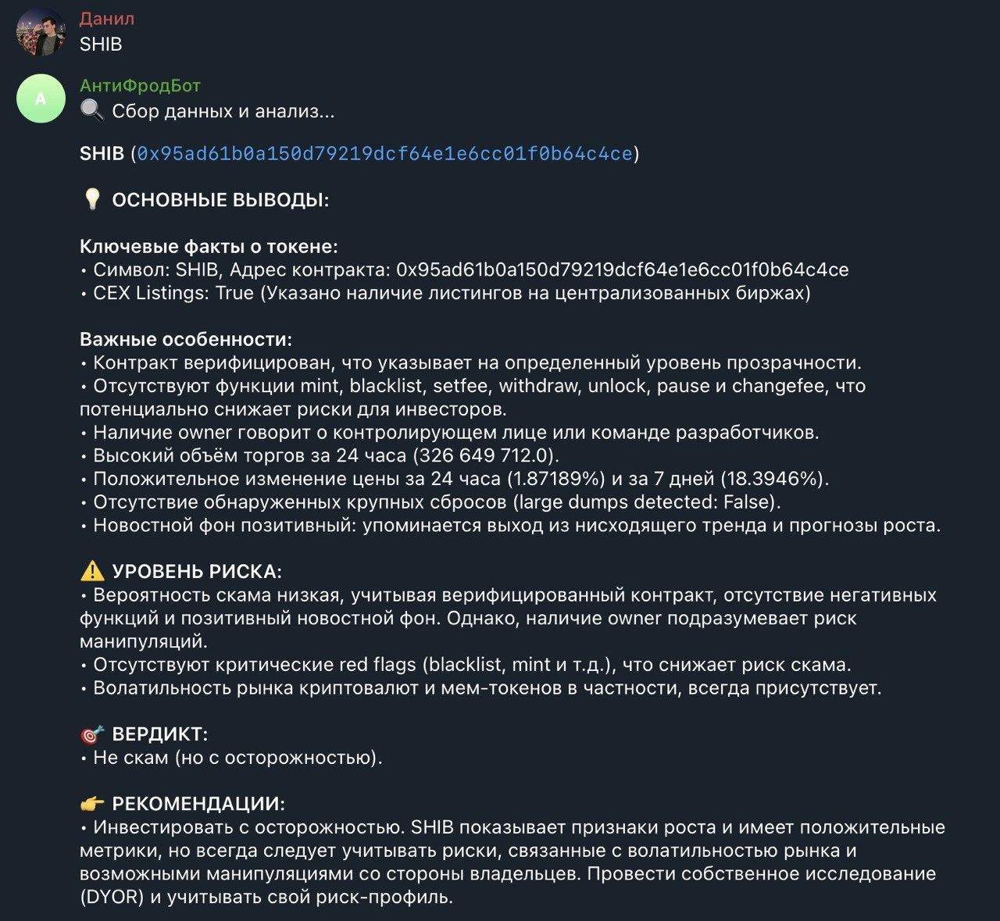 Данил
SHIB
АнтиФродБот
A
🔍 Сбор данных и анализ...
SHIB (0x95ad61b0a150d79219dcf64e1e6cc01f0b64c4ce)
💡 ОСНОВНЫЕ ВЫВОДЫ:
Ключевые факты о токене:
• Символ: SHIB, Адрес контракта: 0x95ad61b0a150d79219dcf64e1e6cc01f0b64c4ce
• CEX Listings: True (Указано наличие листингов на централизованных биржах)
Важные особенности:
• Контракт верифицирован, что указывает на определенный уровень прозрачности.
• Отсутствуют функции mint, blacklist, setfee, withdraw, unlock, pause и changefee, что
потенциально снижает риски для инвесторов.
• Наличие owner говорит о контролирующем лице или команде разработчиков.
• Высокий объём торгов за 24 часа (326 649 712.0).
• Положительное изменение цены за 24 часа (1.87189%) и за 7 дней (18.3946%).
• Отсутствие обнаруженных крупных сбросов (large dumps detected: False).
• Новостной фон позитивный: упоминается выход из нисходящего тренда и прогнозы роста.
⚠️ УРОВЕНЬ РИСКА:
• Вероятность скама низкая, учитывая верифицированный контракт, отсутствие негативных
функций и позитивный новостной фон. Однако, наличие owner подразумевает риск
манипуляций.
• Отсутствуют критические red flags (blacklist, mint и т.д.), что снижает риск скама.
• Волатильность рынка криптовалют и мем-токенов в частности, всегда присутствует.
🎯 ВЕРДИКТ:
• Не скам (но с осторожностью).
👉 РЕКОМЕНДАЦИИ:
• Инвестировать с осторожностью. SHIB показывает признаки роста и имеет положительные
метрики, но всегда следует учитывать риски, связанные с волатильностью рынка и
возможными манипуляциями со стороны владельцев. Провести собственное исследование
(DYOR) и учитывать свой риск-профиль.